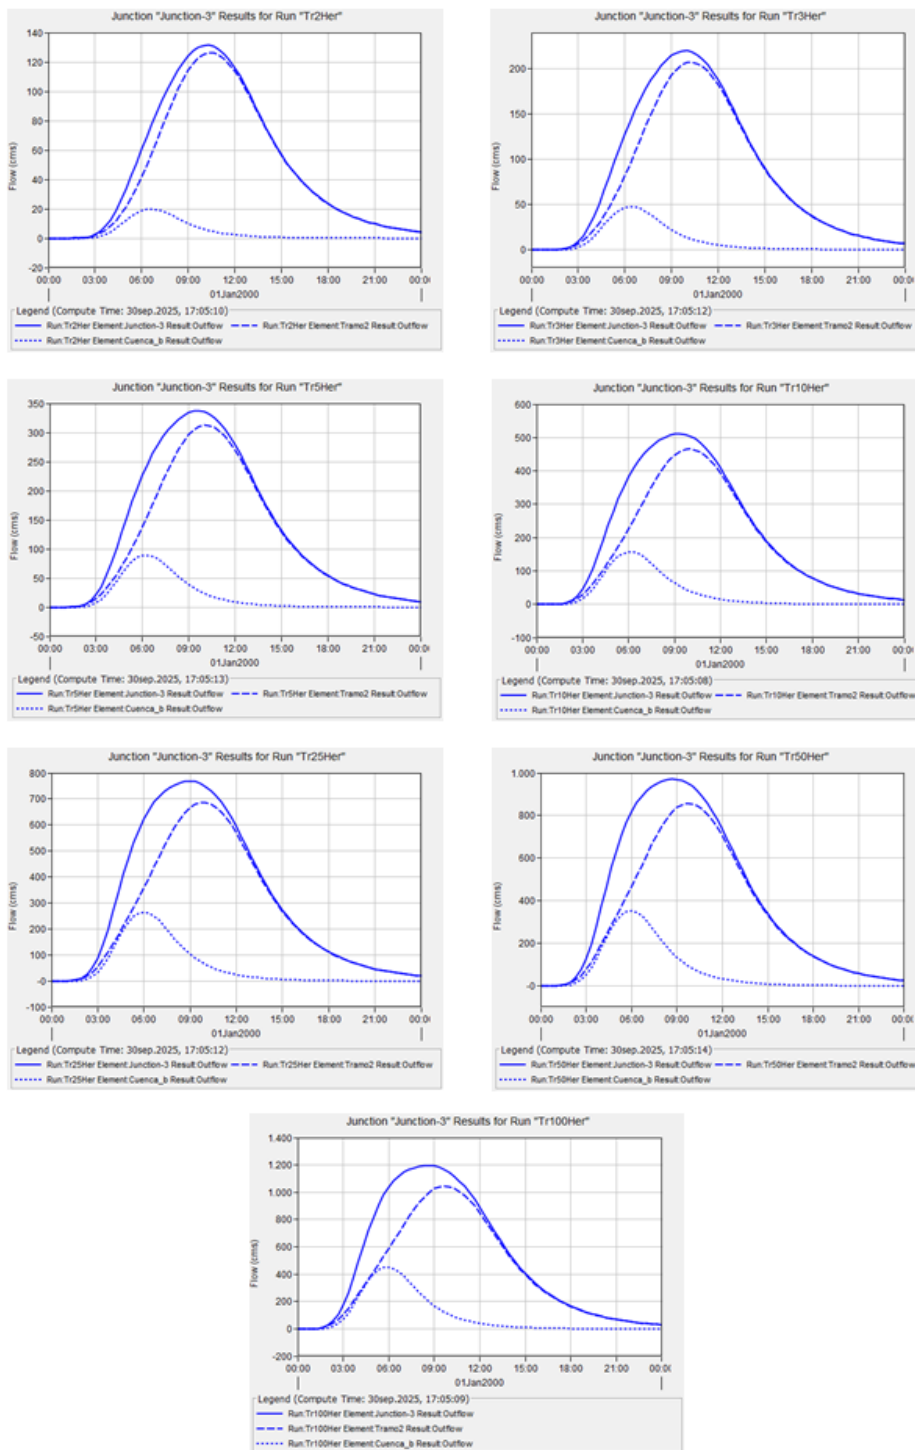 Junction "Junction-3" Results for Run "Tr2Her"
140
120
100
80
60
40
20
0
-20
Flow (cms)
00:00 03:00 06:00 09:00 12:00 15:00 18:00 21:00 00:0
01Jan2000
Legend (Compute Time: 30sep.2025, 17:05:10)
Run:Tr2Her Element:Junction-3 Result:Outflow
Run:Tr2Her Element:Tramo2 Result:Outflow
Run:Tr2Her Element:Cuenca_b Result:Outflow
Junction "Junction-3" Results for Run "Tr3Her"
200
150
100
50
0
Flow (cms)
00:00 03:00 06:00 09:00 12:00 15:00 18:00 21:00 00:0
01Jan2000
Legend (Compute Time: 30sep.2025, 17:05:12)
Run:Tr3Her Element:Junction-3 Result:Outflow
Run:Tr3Her Element:Tramo2 Result:Outflow
Run:Tr3Her Element:Cuenca_b Result:Outflow
Junction "Junction-3" Results for Run "Tr5Her"
350
300
250
200
150
100
50
0
-50
Flow (cms)
00:00 03:00 06:00 09:00 12:00 15:00 18:00 21:00 00:0
01Jan2000
Legend (Compute Time: 30sep.2025, 17:05:13)
Run:Tr5Her Element:Junction-3 Result:Outflow
Run:Tr5Her Element:Tramo2 Result:Outflow
Run:Tr5Her Element:Cuenca_b Result:Outflow
Junction "Junction-3" Results for Run "Tr10Her"
600
500
400
300
200
100
0
-100
Flow (cms)
00:00 03:00 06:00 09:00 12:00 15:00 18:00 21:00 00:0
01Jan2000
Legend (Compute Time: 30sep.2025, 17:05:08)
Run:Tr10Her Element:Junction-3 Result:Outflow
Run:Tr10Her Element:Tramo2 Result:Outflow
Run:Tr10Her Element:Cuenca_b Result:Outflow
Junction "Junction-3" Results for Run "Tr25Her"
800
700
600
500
400
300
200
100
-0
-100
Flow (cms)
00:00 03:00 06:00 09:00 12:00 15:00 18:00 21:00 00:0
01Jan2000
Legend (Compute Time: 30sep.2025, 17:05:12)
Run:Tr25Her Element:Junction-3 Result:Outflow
Run:Tr25Her Element:Tramo2 Result:Outflow
Run:Tr25Her Element:Cuenca_b Result:Outflow
Junction "Junction-3" Results for Run "Tr50Her"
1.000
800
600
400
200
-0
Flow (cms)
00:00 03:00 06:00 09:00 12:00 15:00 18:00 21:00 00:0
01Jan2000
Legend (Compute Time: 30sep.2025, 17:05:14)
Run:Tr50Her Element:Junction-3 Result:Outflow
Run:Tr50Her Element:Tramo2 Result:Outflow
Run:Tr50Her Element:Cuenca_b Result:Outflow
Junction "Junction-3" Results for Run "Tr100Her"
1.400
1.200
1.000
800
600
400
200
0
-200
Flow (cms)
00:00 03:00 06:00 09:00 12:00 15:00 18:00 21:00 00:0
01Jan2000
Legend (Compute Time: 30sep.2025, 17:05:09)
Run:Tr100Her Element:Junction-3 Result:Outflow
Run:Tr100Her Element:Tramo2 Result:Outflow
Run:Tr100Her Element:Cuenca_b Result:Outflow